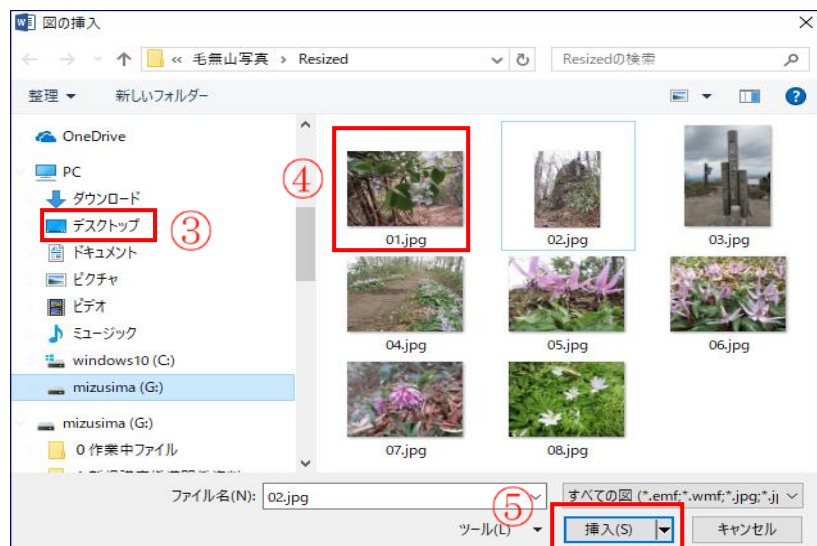 図の挿入
« 毛無山写真 › Resized
Resizedの検索
整理 新しいフォルダー
OneDrive
PC
ダウンロード
デスクトップ
③
ドキュメント
ピクチャ
ビデオ
ミュージック
windows10 (C:)
mizusima (G:)
mizusima (G:)
0 作業中ファイル
④
01.jpg
02.jpg
03.jpg
04.jpg
05.jpg
06.jpg
07.jpg
08.jpg
ファイル名(N): 02.jpg
すべての図 (*.emf;*.wmf;*.jpg;*.j
⑤
ツール(L) 挿入(S) キャンセル